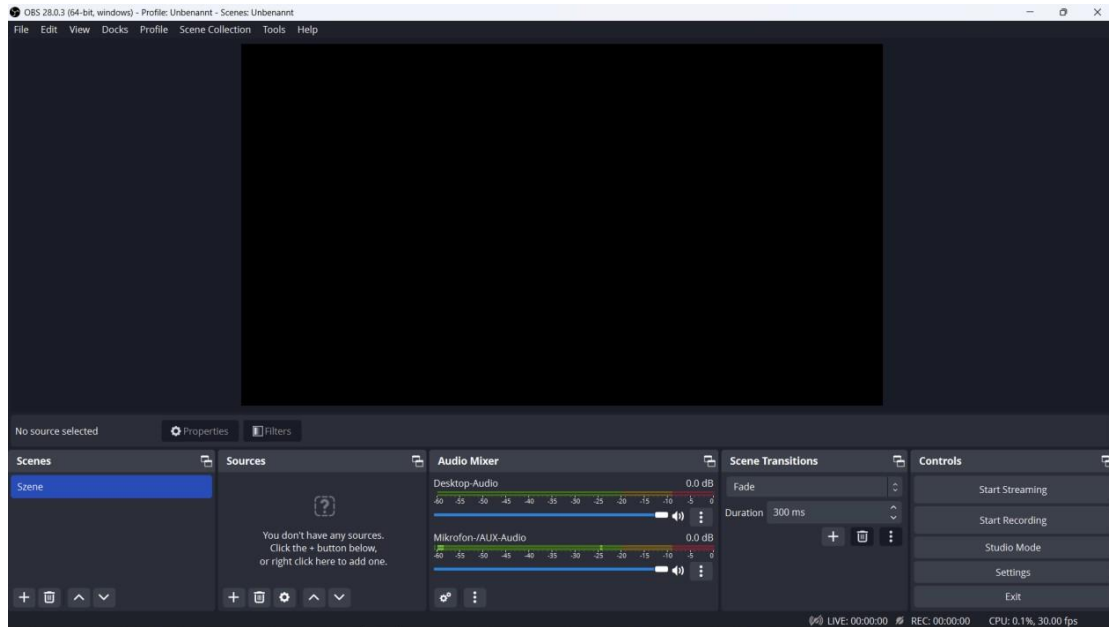 OBS 28.0.3 (64-bit, windows) - Profile: Unbenannt - Scenes: Unbenannt
File Edit View Docks Profile Scene Collection Tools Help
No source selected Properties Filters
Scenes
Szene
Sources
You don't have any sources.
Click the + button below,
or right click here to add one.
Audio Mixer
Desktop-Audio 0.0 dB
-60 -55 -50 -45 -40 -35 -30 -25 -20 -15 -10 -5 0
Mikrofon-/AUX-Audio 0.0 dB
-60 -55 -50 -45 -40 -35 -30 -25 -20 -15 -10 -5 0
Scene Transitions
Fade
Duration 300 ms
Controls
Start Streaming
Start Recording
Studio Mode
Settings
Exit
LIVE: 00:00:00 REC: 00:00:00 CPU: 0.1%, 30.00 fps